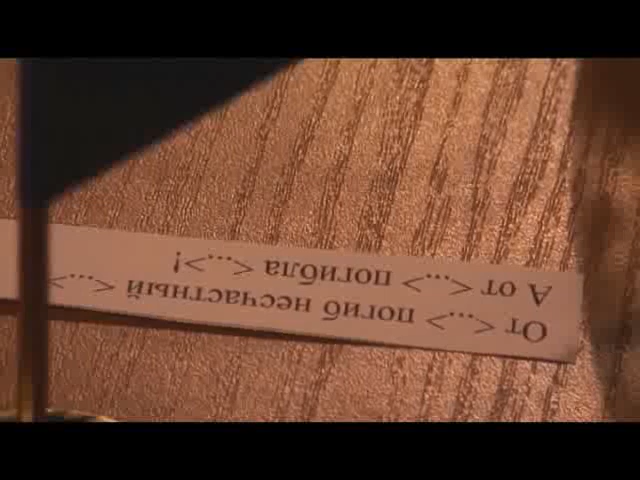 От <...> погиб несчастный <...>
А от <...> погибла <...>!